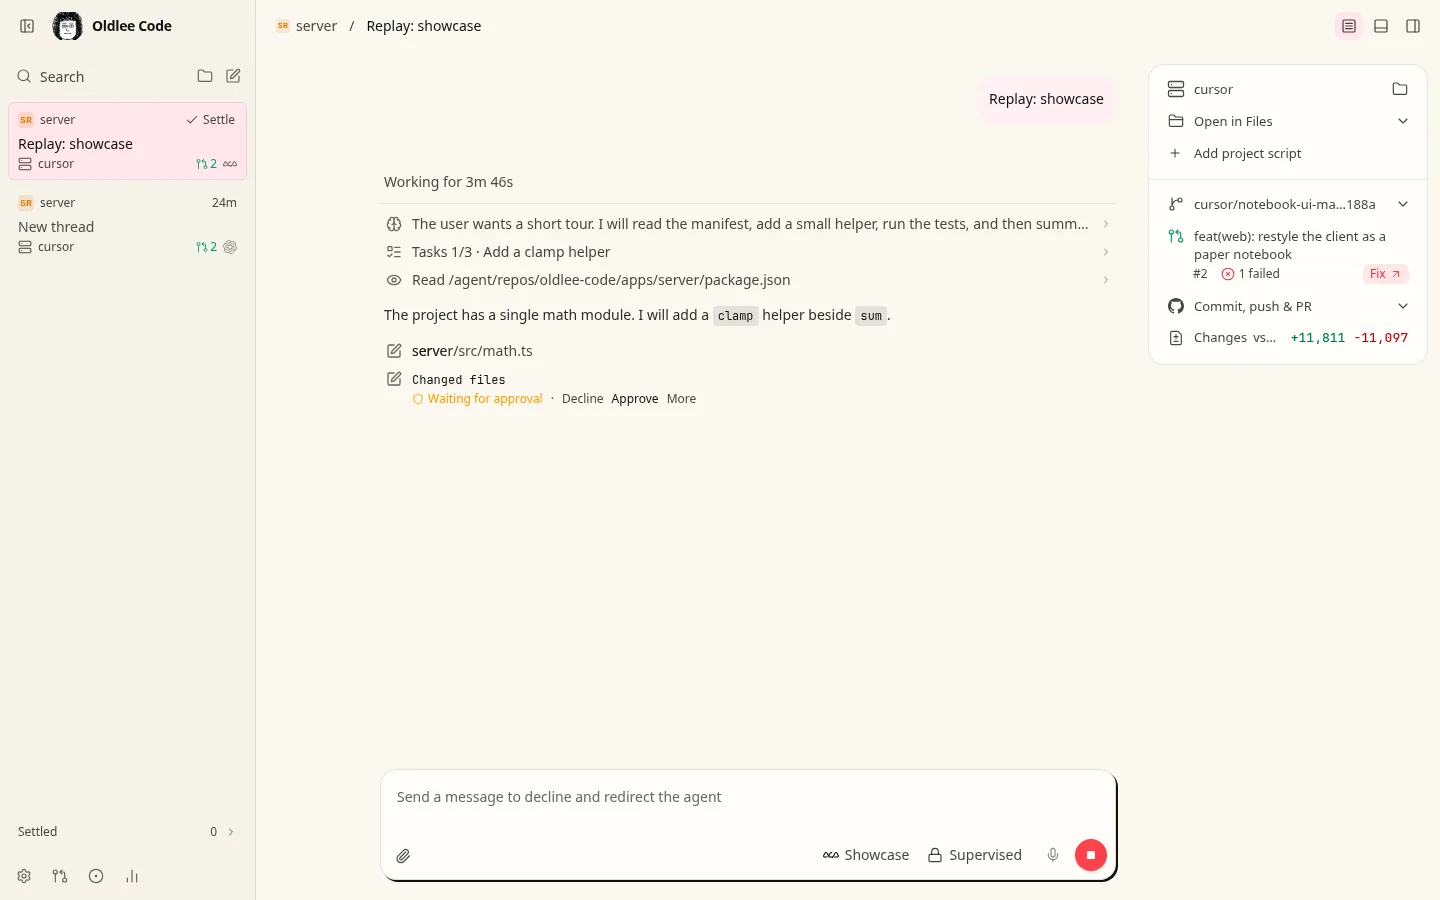 Oldlee Code
Search
SR server Settle
Replay: showcase
cursor 2
SR server 24m
New thread
cursor 2
Settled 0
SR server / Replay: showcase
Replay: showcase
Working for 3m 46s
The user wants a short tour. I will read the manifest, add a small helper, run the tests, and then summ…
Tasks 1/3 · Add a clamp helper
Read /agent/repos/oldlee-code/apps/server/package.json
The project has a single math module. I will add a clamp helper beside sum.
server/src/math.ts
Changed files
Waiting for approval · Decline Approve More
Send a message to decline and redirect the agent
Showcase Supervised
cursor
Open in Files
Add project script
cursor/notebook-ui-ma…188a
feat(web): restyle the client as a
paper notebook
#2 1 failed Fix
Commit, push & PR
Changes vs… +11,811 -11,097